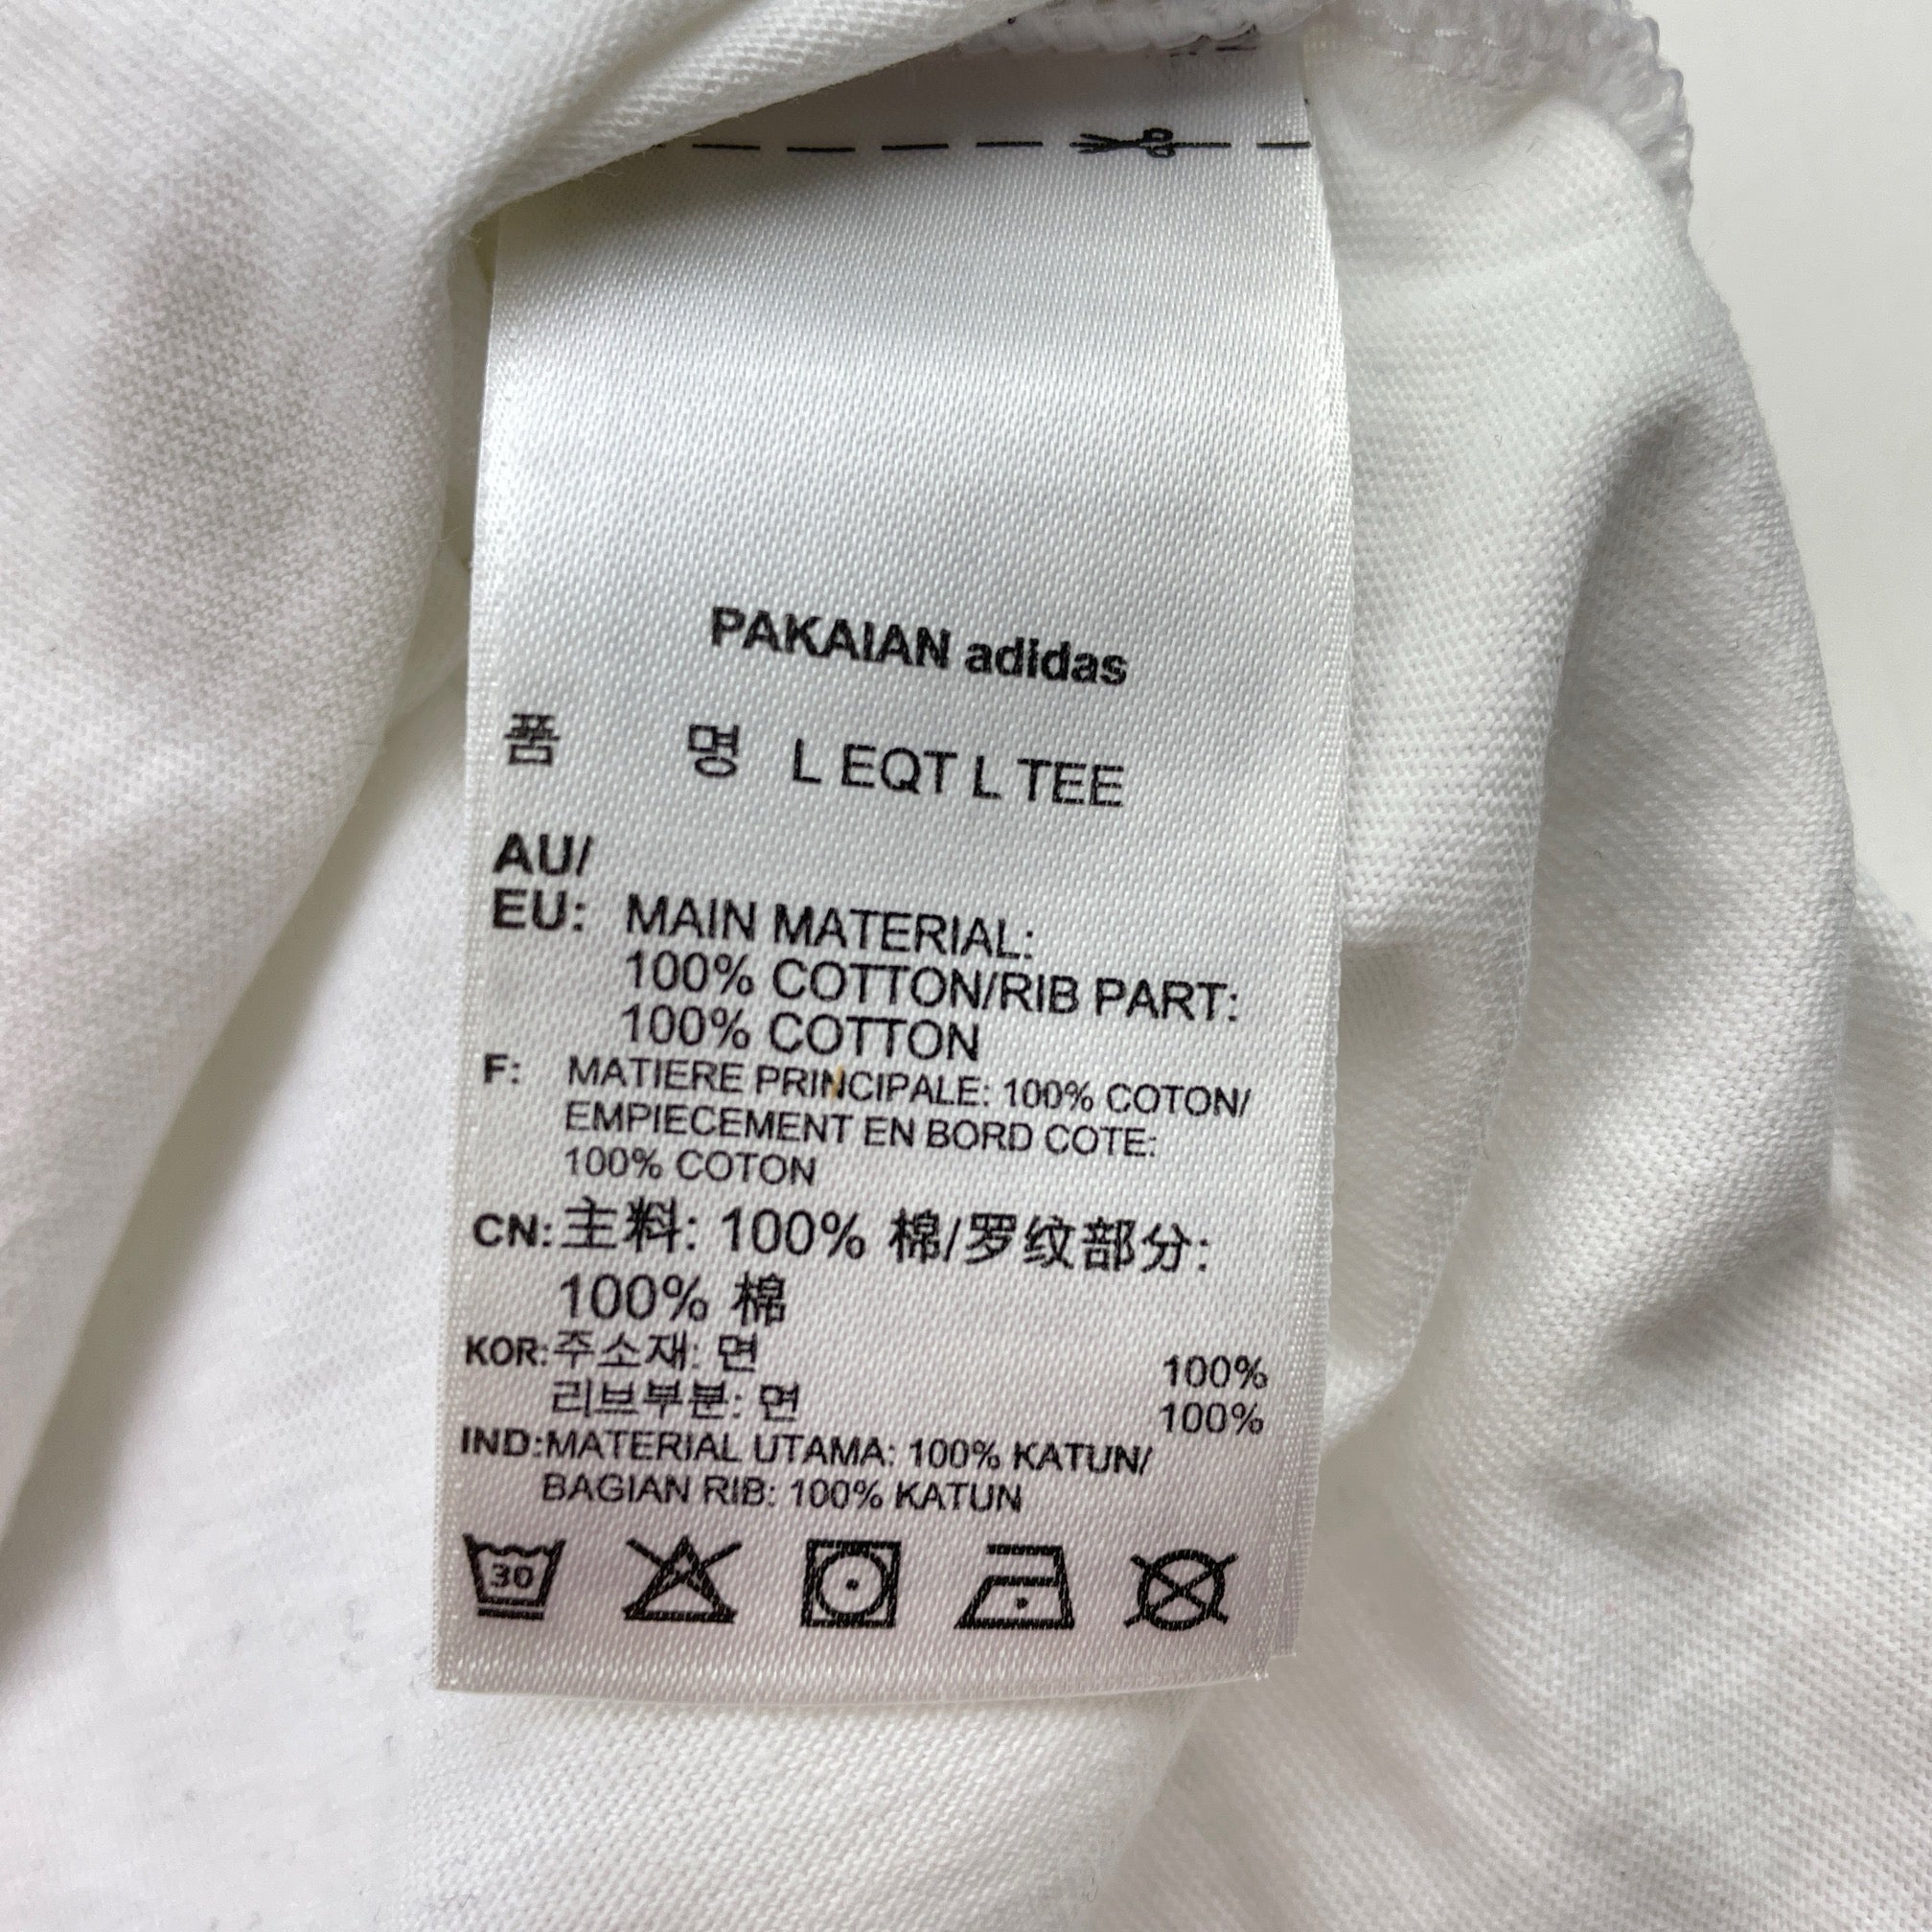 PAKAIAN adidas
품 명 L EQT L TEE
AU/
EU: MAIN MATERIAL:
100% COTTON/RIB PART:
100% COTTON
F: MATIERE PRINCIPALE: 100% COTON/
EMPIECEMENT EN BORD COTE:
100% COTON
CN: 主料: 100% 棉/罗纹部分:
100% 棉
KOR: 주소재: 면 100%
리브부분: 면 100%
IND: MATERIAL UTAMA: 100% KATUN/
BAGIAN RIB: 100% KATUN
30